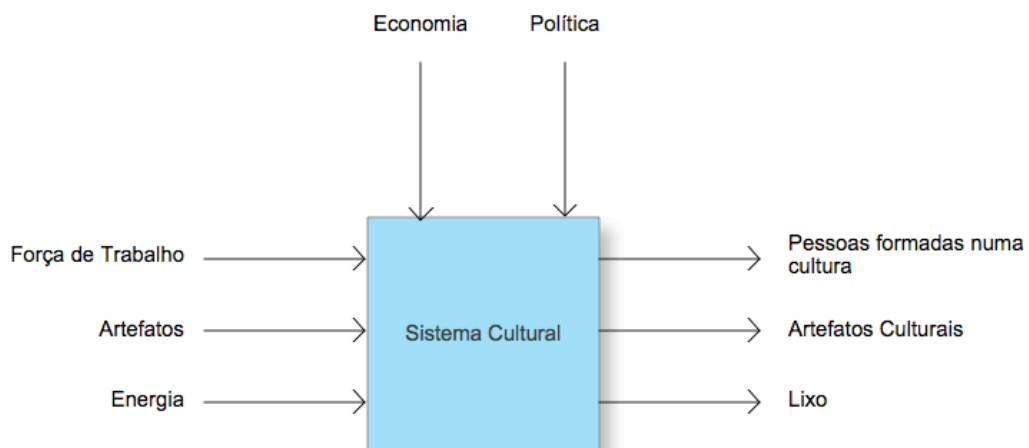 Economia
Política
Força de Trabalho
Pessoas formadas numa
cultura
Artefatos
Sistema Cultural
Artefatos Culturais
Energia
Lixo